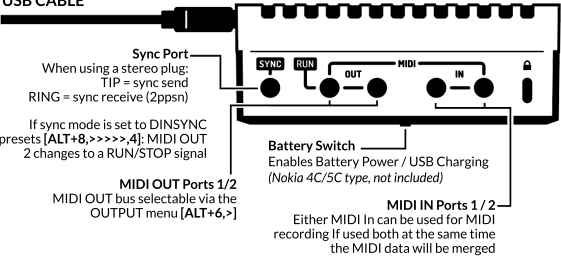 USB CABLE
Sync Port
When using a stereo plug:
TIP = sync send
RING = sync receive (2ppsn)
If sync mode is set to DINSYNC
presets [ALT+8,>>>>>,4]: MIDI OUT
2 changes to a RUN/STOP signal
MIDI OUT Ports 1/2
MIDI OUT bus selectable via the
OUTPUT menu [ALT+6,>]
SYNC
RUN
MIDI
OUT
IN
Battery Switch
Enables Battery Power / USB Charging
(Nokia 4C/5C type, not included)
MIDI IN Ports 1 / 2
Either MIDI In can be used for MIDI
recording If used both at the same time
the MIDI data will be merged